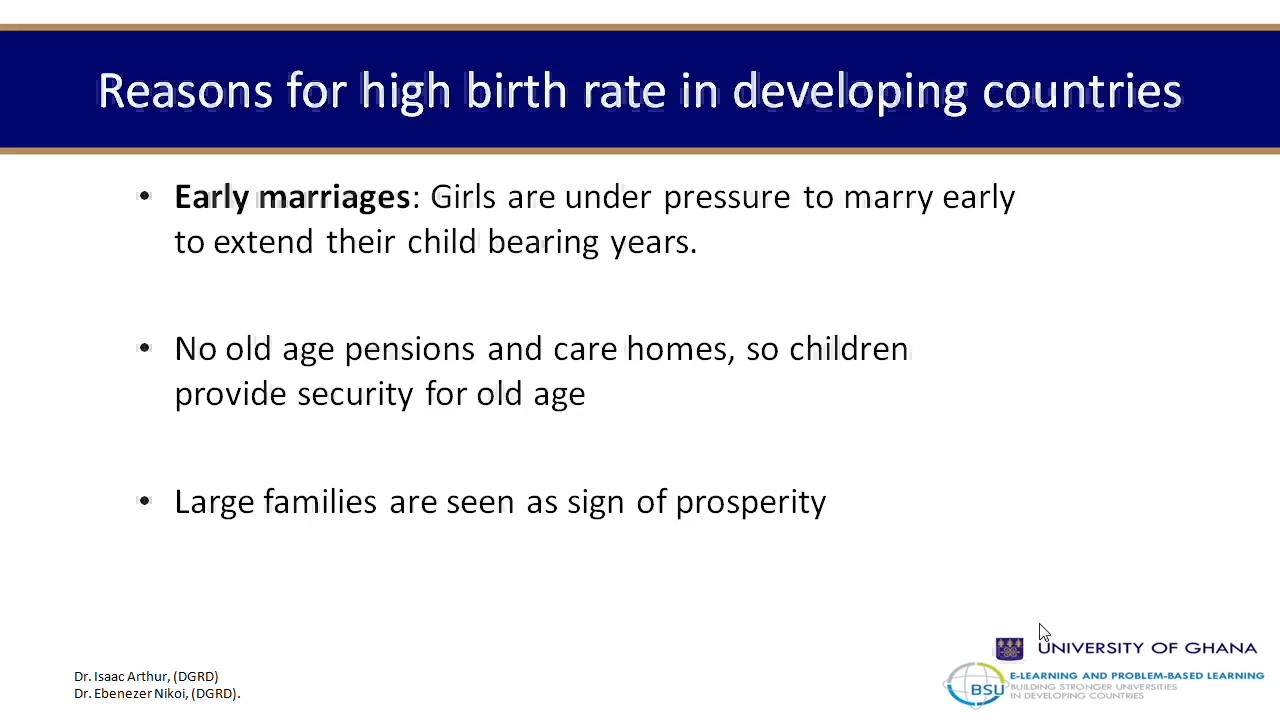 Reasons for high birth rate in developing countries
• Early marriages: Girls are under pressure to marry early
to extend their child bearing years.
• No old age pensions and care homes, so children
provide security for old age
• Large families are seen as sign of prosperity
Dr. Isaac Arthur, (DGRD)
Dr. Ebenezer Nikoi, (DGRD).
UNIVERSITY OF GHANA
BSU
E-LEARNING AND PROBLEM-BASED LEARNING
BUILDING STRONGER UNIVERSITIES
IN DEVELOPING COUNTRIES